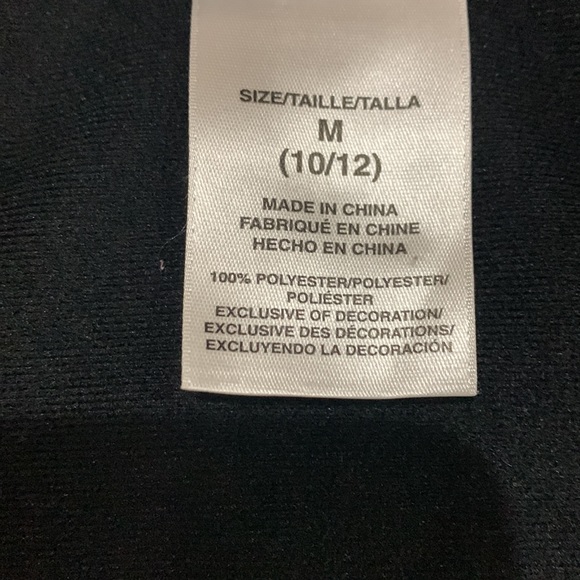 SIZE/TAILLE/TALLA
M
(10/12)
MADE IN CHINA
FABRIQUÉ EN CHINE
HECHO EN CHINA
100% POLYESTER/POLYESTER/
POLIÉSTER
EXCLUSIVE OF DECORATION/
EXCLUSIVE DES DÉCORATIONS/
EXCLUYENDO LA DECORACIÓN